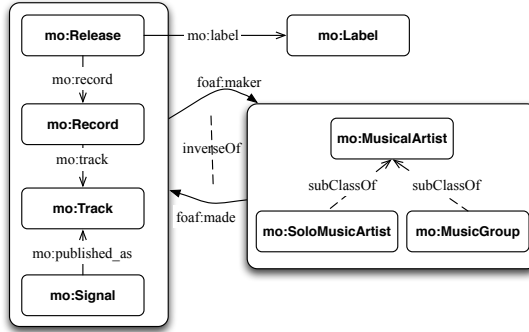 mo:Release
mo:label
mo:Label
mo:record
foaf:maker
mo:Record
mo:MusicalArtist
mo:track
inverseOf
subClassOf
subClassOf
mo:Track
foaf:made
mo:SoloMusicArtist
mo:MusicGroup
mo:published_as
mo:Signal